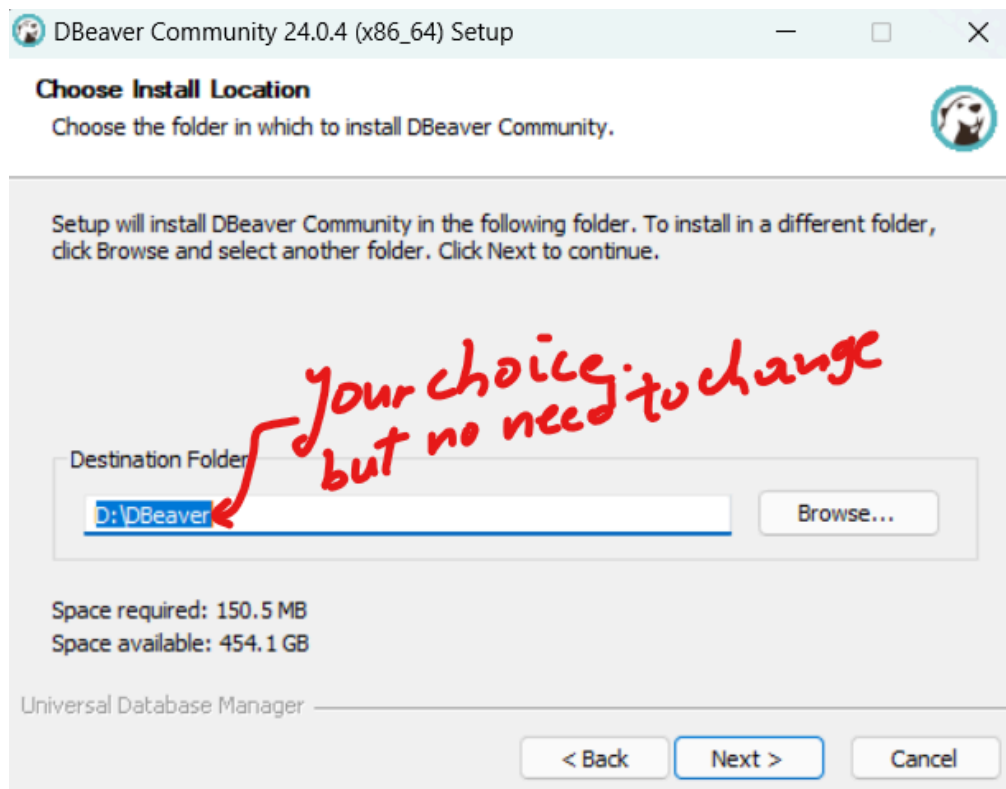 DBeaver Community 24.0.4 (x86_64) Setup
Choose Install Location
Choose the folder in which to install DBeaver Community.
Setup will install DBeaver Community in the following folder. To install in a different folder,
click Browse and select another folder. Click Next to continue.
your choice.
but no need to change
Destination Folder
D:\DBeaver
Browse...
Space required: 150.5 MB
Space available: 454.1 GB
Universal Database Manager
< Back
Next >
Cancel